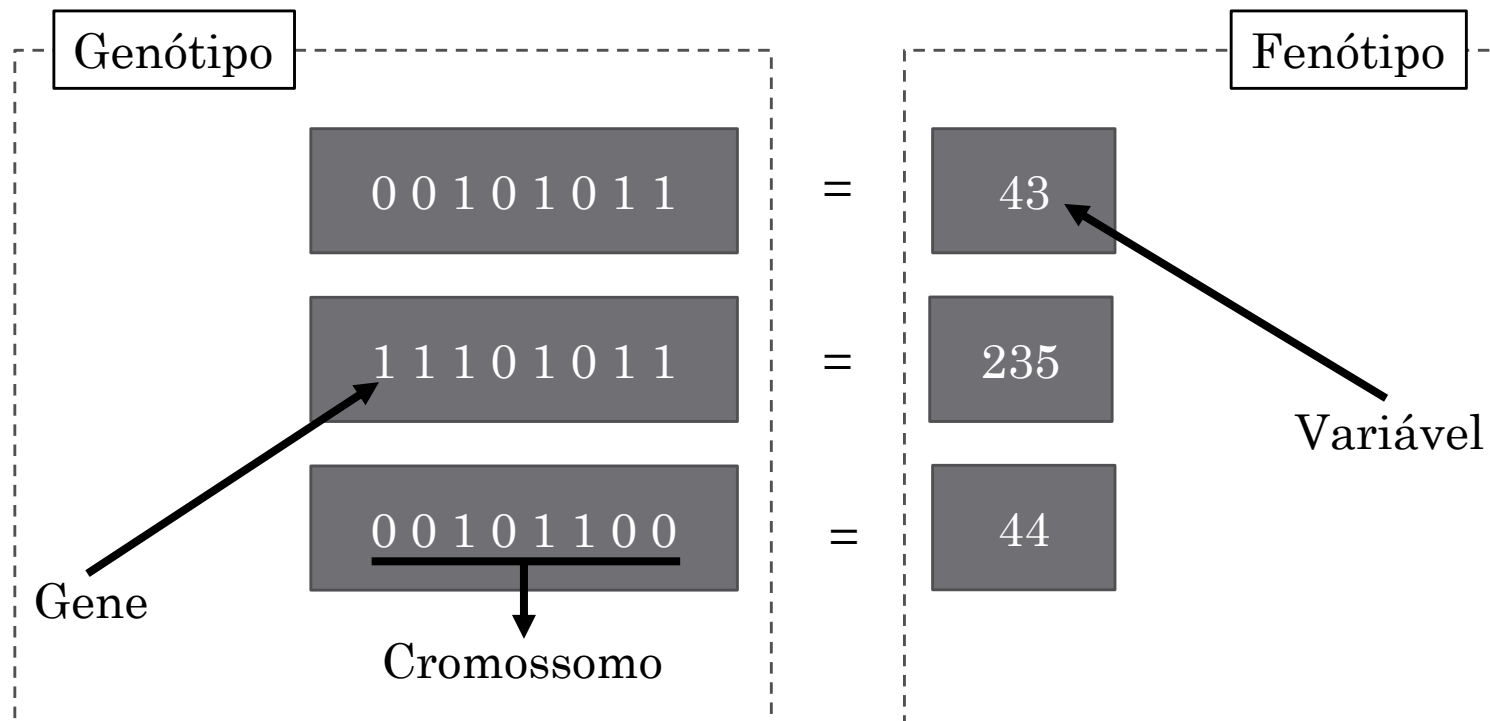 Genótipo
Fenótipo
0 0 1 0 1 0 1 1 = 43
1 1 1 0 1 0 1 1 = 235
Variável
0 0 1 0 1 1 0 0 = 44
Gene
Cromossomo